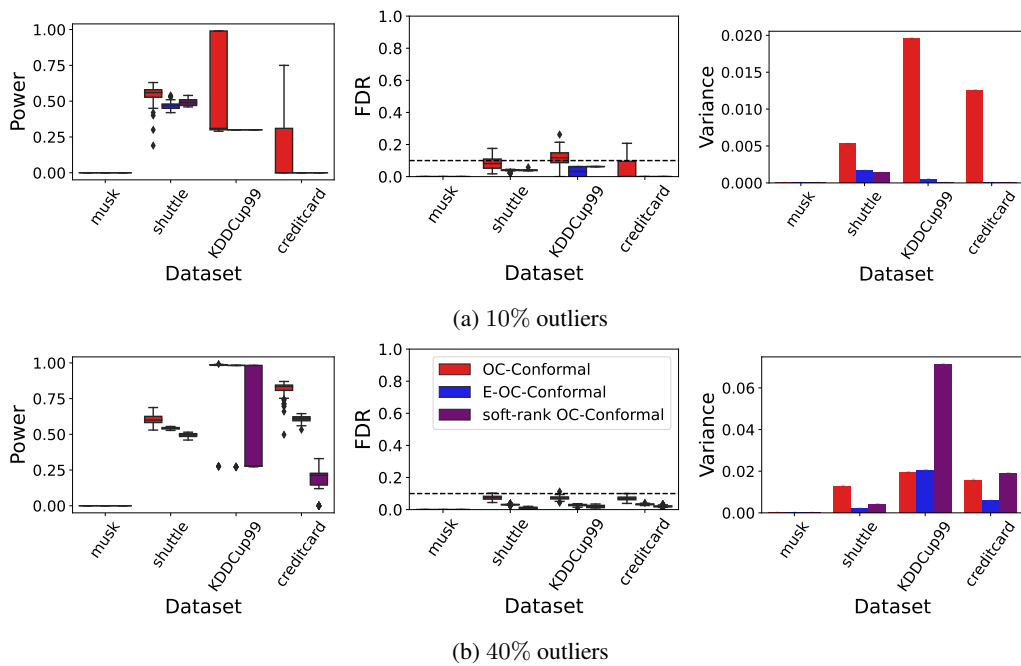 Power
1.00
0.75
0.50
0.25
0.00
musk
shuttle
KDDCup99
creditcard
Dataset
FDR
1.0
0.8
0.6
0.4
0.2
0.0
musk
shuttle
KDDCup99
creditcard
Dataset
Variance
0.020
0.015
0.010
0.005
0.000
musk
shuttle
KDDCup99
creditcard
Dataset
(a) 10% outliers
Power
1.00
0.75
0.50
0.25
0.00
musk
shuttle
KDDCup99
creditcard
Dataset
FDR
1.0
0.8
0.6
0.4
0.2
0.0
OC-Conformal
E-OC-Conformal
soft-rank OC-Conformal
musk
shuttle
KDDCup99
creditcard
Dataset
Variance
0.06
0.04
0.02
0.00
musk
shuttle
KDDCup99
creditcard
Dataset
(b) 40% outliers